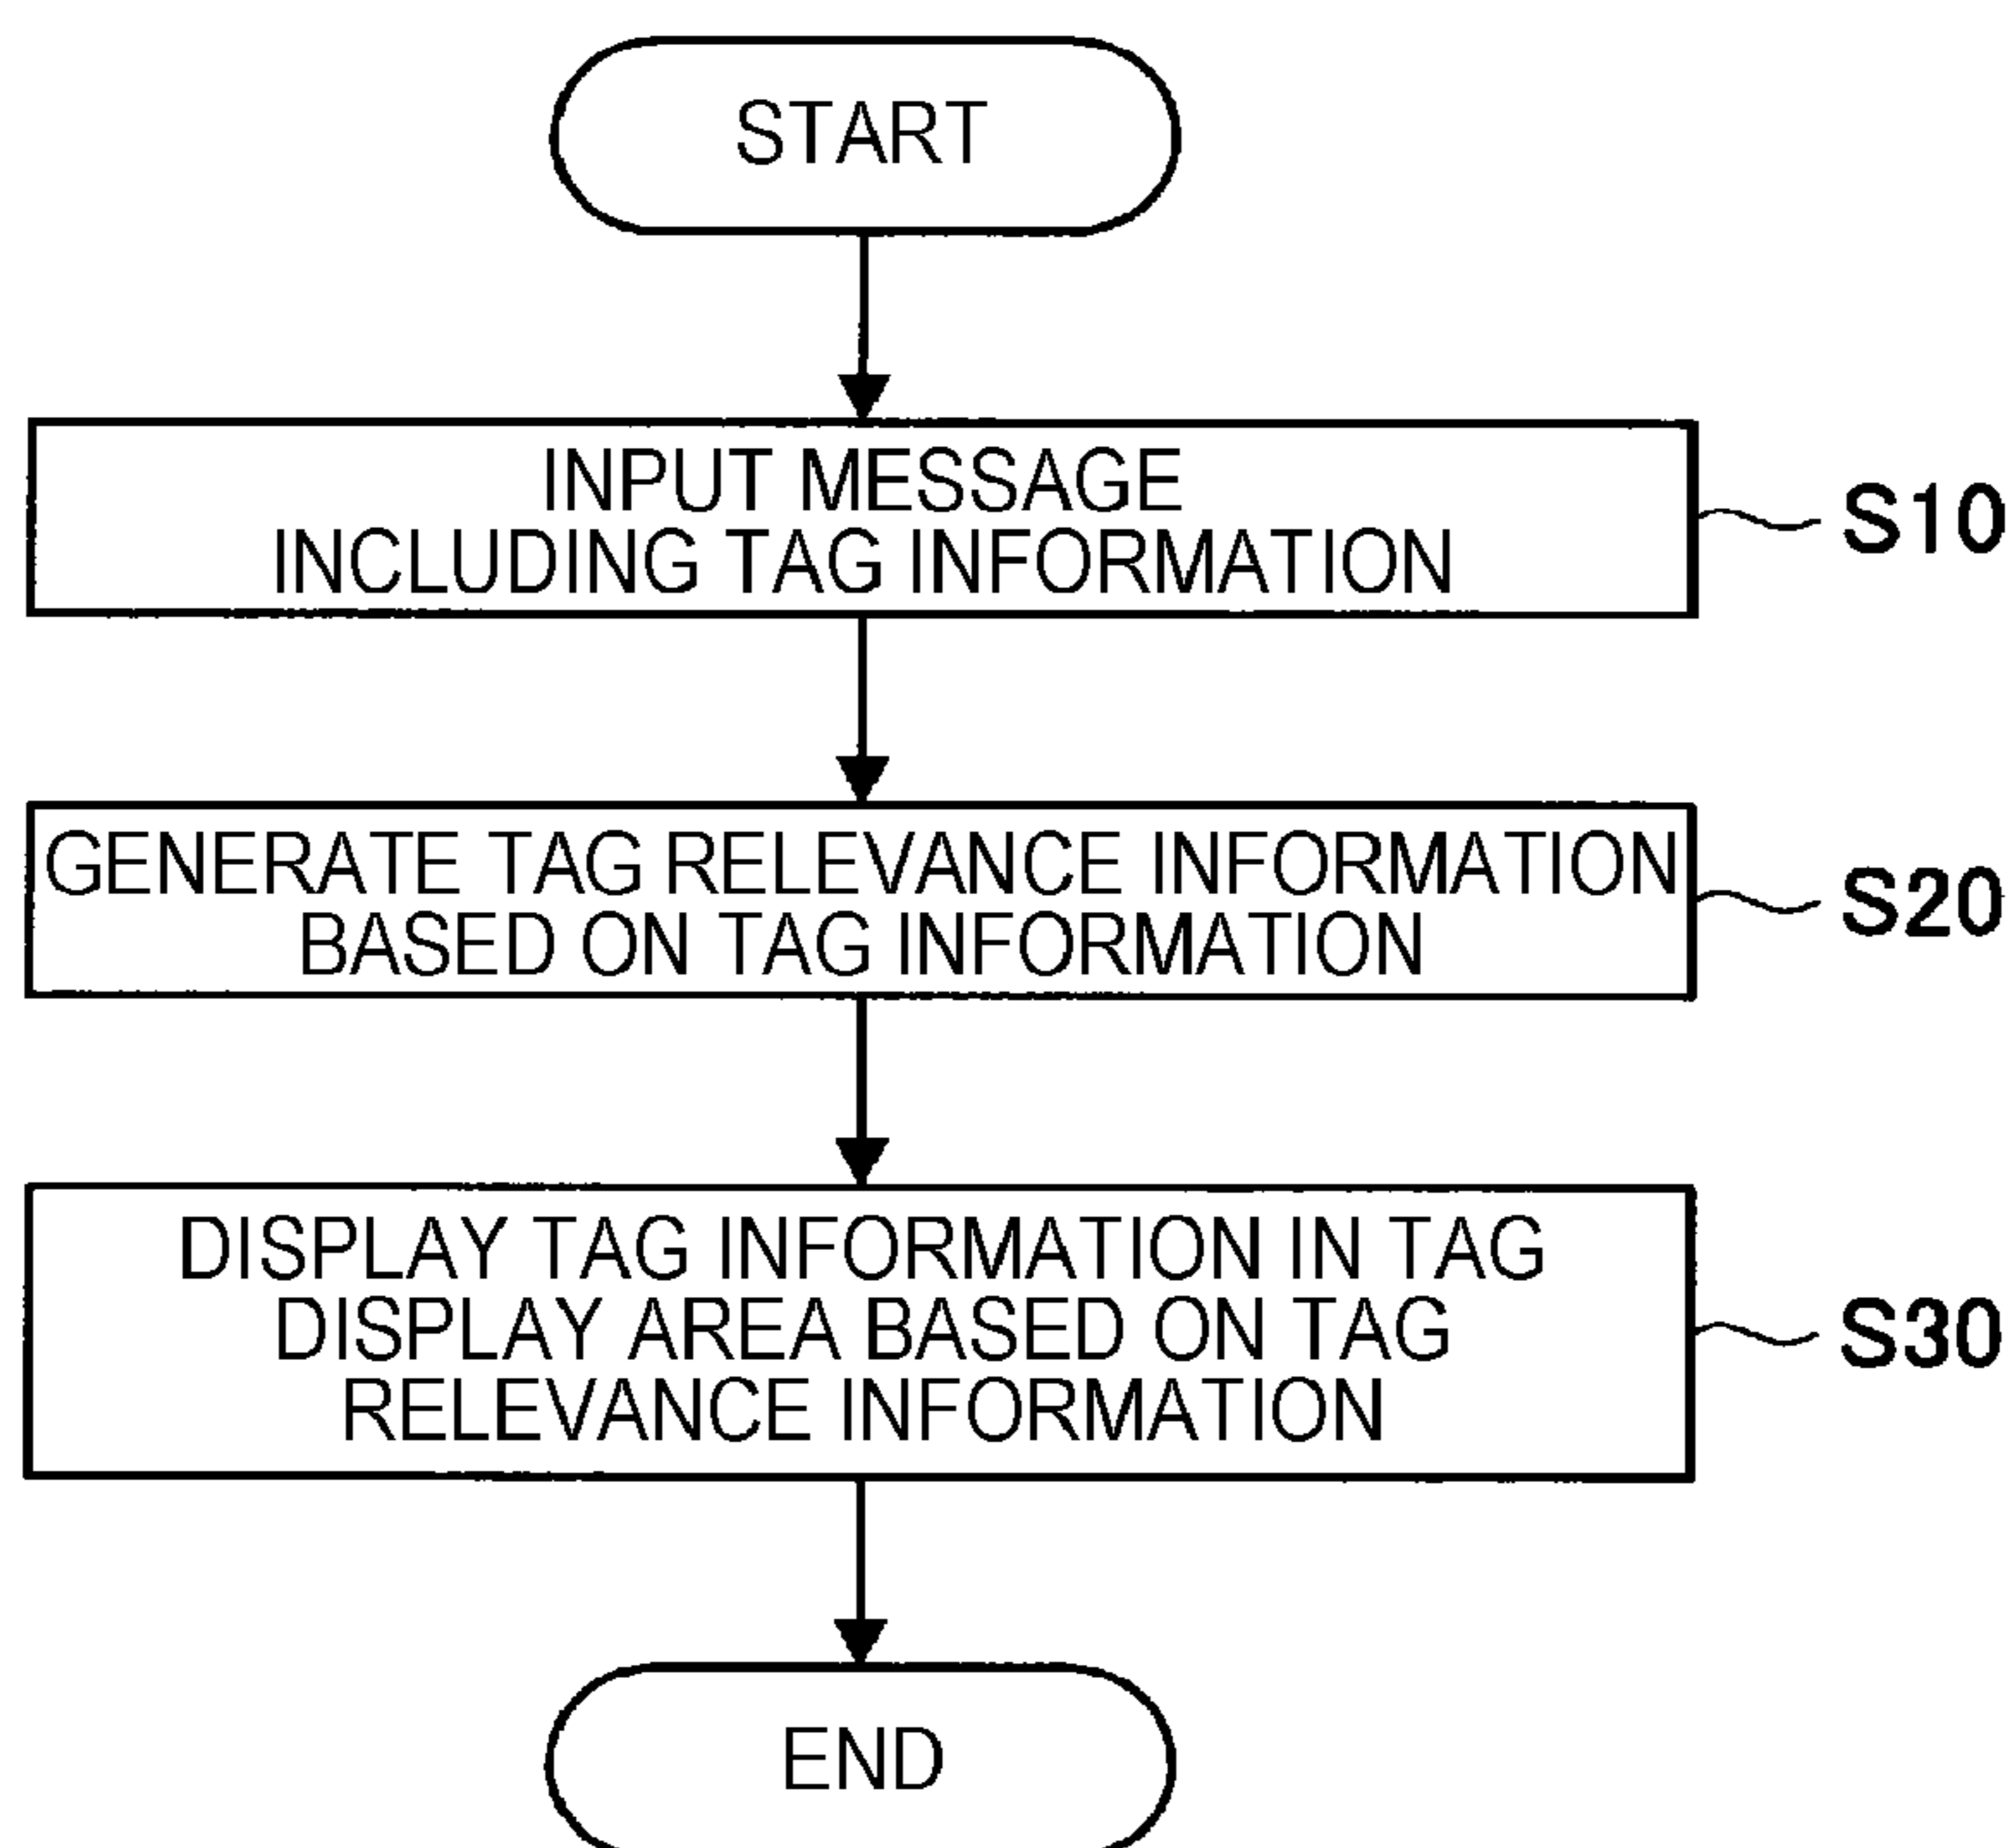 START
INPUT MESSAGE
INCLUDING TAG INFORMATION
S10
GENERATE TAG RELEVANCE INFORMATION
BASED ON TAG INFORMATION
S20
DISPLAY TAG INFORMATION IN TAG
DISPLAY AREA BASED ON TAG
RELEVANCE INFORMATION
S30
END